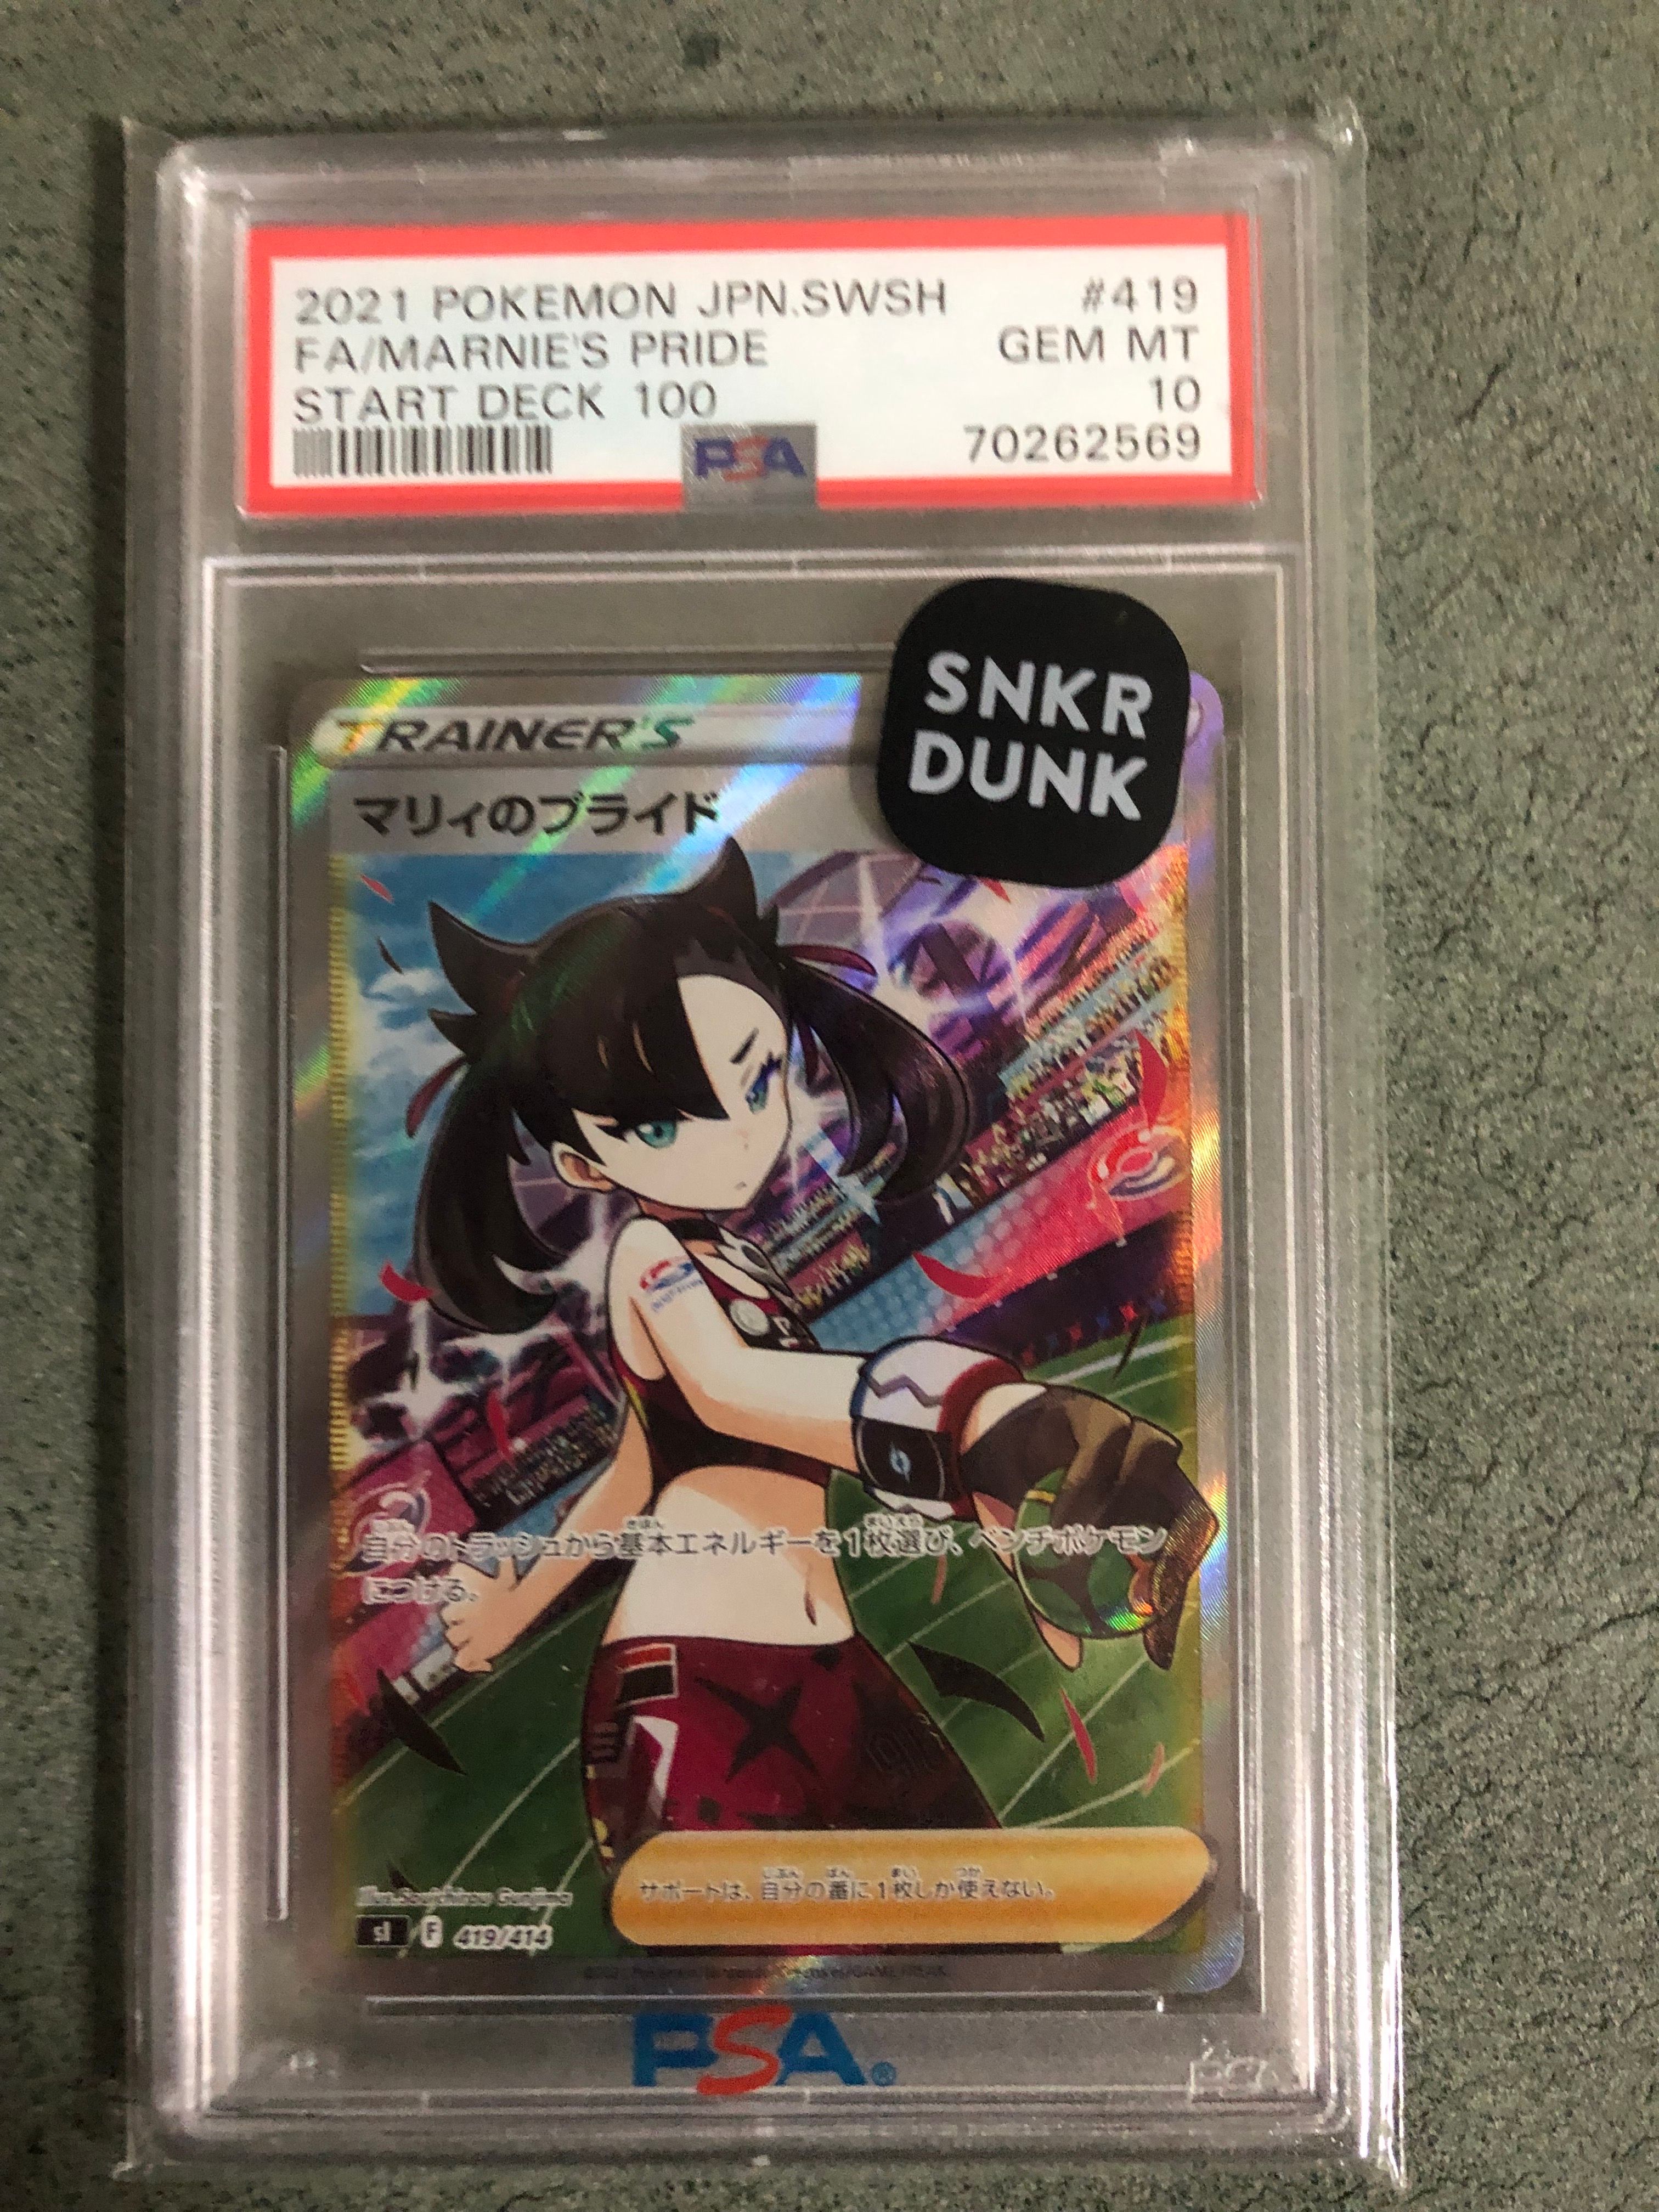 2021 POKEMON JPN.SWSH #419
FA/MARNIE'S PRIDE GEM MT
START DECK 100 10
PSA 70262569
SNKR
DUNK
TRAINER'S
マリィのプライド
自分のトラッシュから基本エネルギーを1枚選び、ベンチポケモン
につける。
サポートは、自分の番に1枚しか使えない。
Illus. Souichirou Gunjima
sI F 419/414
PSA®